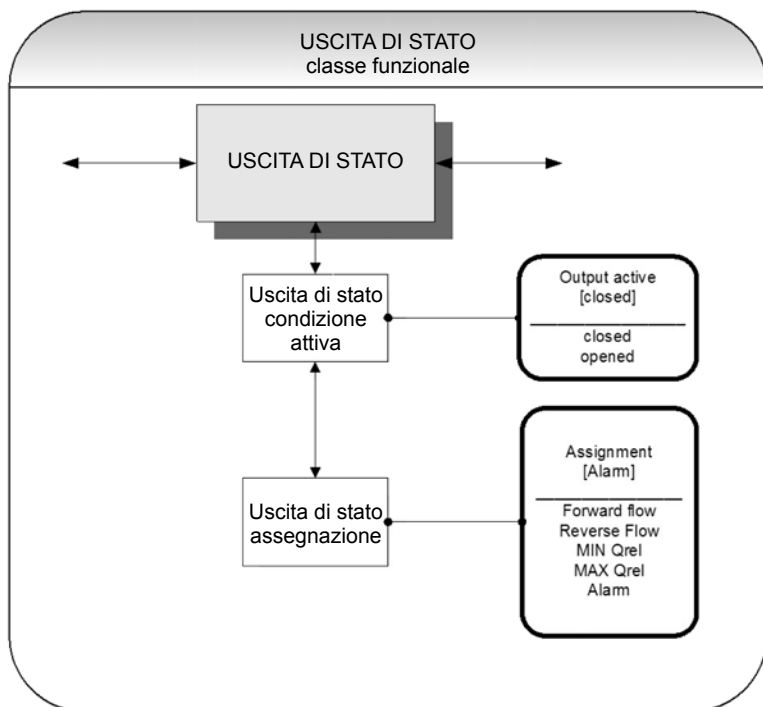 USCITA DI STATO
classe funzionale
USCITA DI STATO
Uscita di stato
condizione
attiva
Output active
[closed]
closed
opened
Uscita di stato
assegnazione
Assignment
[Alarm]
Forward flow
Reverse Flow
MIN Qrel
MAX Qrel
Alarm